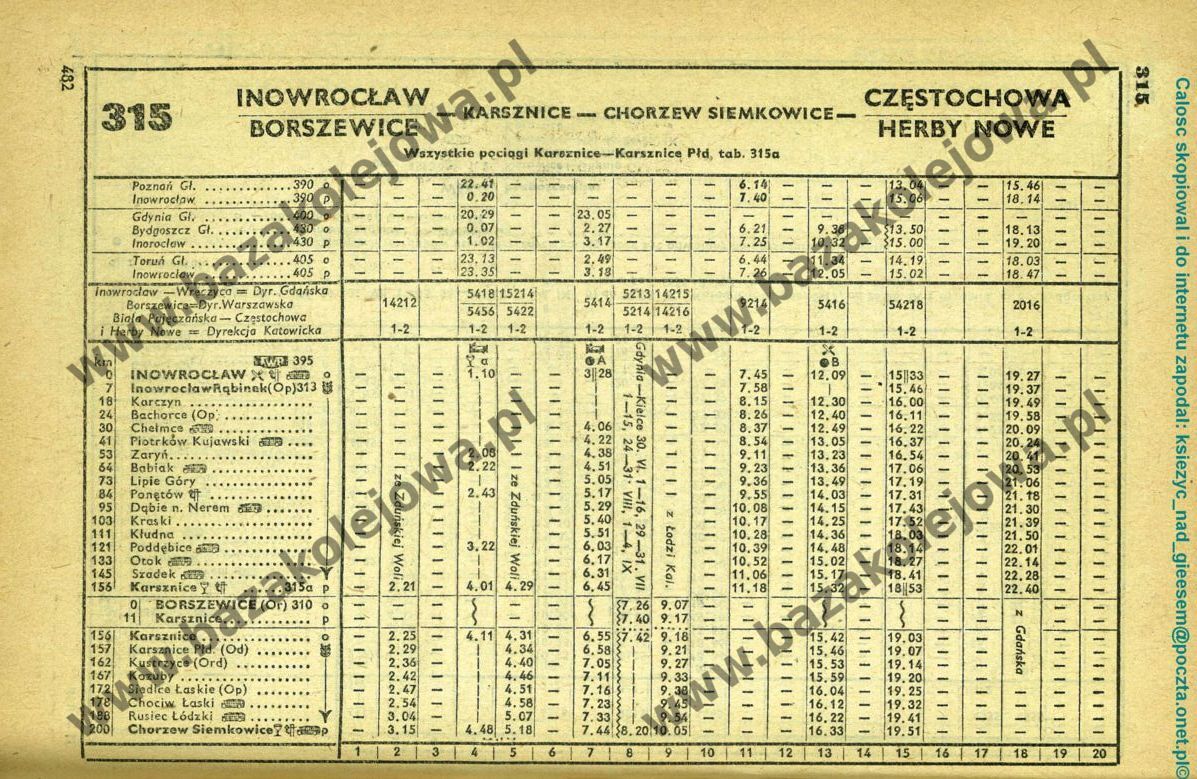 482
315
315
INOWROCŁAW
BORSZEWICE
— KARSZNICE — CHORZEW SIEMKOWICE—
CZĘSTOCHOWA
HERBY NOWE
Wszystkie pociągi Karsznice—Karsznice Płd. tab. 315a
Poznań Gł. 390 o — — — 22.41 — — — — — — 6.14 — — — 13.04 — — 15.46 — —
Inowrocław 390 p — — — 0.20 — — — — — — 7.40 — — — 15.06 — — 18.14 — —
Gdynia Gł. 400 o — — — 20.29 — — 23.05 — — — — — — — — — — — — —
Bydgoszcz Gł. 430 o — — — 0.07 — — 2.27 — — — 6.21 — 9.38 — 13.50 — — 18.13 — —
Inorocław 430 p — — — 1.02 — — 3.17 — — — 7.25 — 10.32 — 15.00 — — 19.20 — —
Toruń Gł. 405 o — — — 23.13 — — 2.49 — — — 6.44 — 11.34 — 14.19 — — 18.03 — —
Inowrocław 405 p — — — 23.35 — — 3.18 — — — 7.26 — 12.05 — 15.02 — — 18.47 — —
Inowrocław — Wręczyca = Dyr. Gdańska
Borszewice=Dyr.Warszawska
Biała Pajęczańska — Częstochowa
i Herby Nowe = Dyrekcja Katowicka
14212 5418 15214 5414 5213 14215 9214 5416 54218 2016
5456 5422 5214 14216
1-2 1-2 1-2 1-2 1-2 1-2 1-2 1-2 1-2 1-2
km 395 a A B
0 INOWROCŁAW o 1.10 3 28 7.45 12.09 15 33 19.27
7 Inowrocław Rąbinek(Op)313 7.58 15.46 19.37
18 Karczyn 8.15 12.30 16.00 19.49
24 Bachorce (Op) 8.26 12.40 16.11 19.58
30 Chełmce 4.06 8.37 12.49 16.22 20.09
41 Piotrków Kujawski 4.22 8.54 13.05 16.37 20.24
53 Zaryń 2.08 4.38 9.11 13.23 16.54 20.41
64 Babiak 2.22 4.51 9.23 13.36 17.06 20.53
73 Lipie Góry 5.05 9.36 13.49 17.19 21.06
84 Ponętów 2.43 5.17 9.55 14.03 17.31 21.18
95 Dąbie n. Nerem 5.29 10.08 14.15 17.43 21.30
103 Kraski 5.40 10.17 14.25 17.52 21.39
111 Kłudna 5.51 10.28 14.36 18.03 21.50
121 Poddębice 3.22 6.03 10.39 14.48 18.14 22.01
133 Otok 6.17 10.52 15.02 18.27 22.14
145 Szadek 6.31 11.06 15.17 18.41 22.28
156 Karsznice 315a p 2.21 4.01 4.29 6.45 11.18 15.32 18 53 22.40
ze Zduńskiej Woli
ze Zduńskiej Woli
Gdynia—Kielce 30. VI. 1—16, 29—31. VII
1—15, 24—31. VIII, 1—4, IX
z Łodzi Kal.
0 BORSZEWICE (Or) 310 o 7.26 9.07
11 Karsznice p 7.40 9.17
156 Karsznice o 2.25 4.11 4.31 6.55 7.42 9.18 15.42 19.03
157 Karsznice Płd. (Od) 2.29 4.34 6.58 9.21 15.46 19.07
162 Kustrzyce (Ord) 2.36 4.40 7.05 9.27 15.53 19.14
167 Kozuby 2.42 4.46 7.11 9.33 15.59 19.20
172 Siedlce Łaskie (Op) 2.47 4.51 7.16 9.38 16.04 19.25
178 Chociw Łaski 2.54 4.58 7.23 9.45 16.12 19.32
188 Rusiec Łódzki 3.04 5.07 7.33 9.54 16.22 19.41
200 Chorzew Siemkowice p 3.15 4.48 5.18 7.44 8.20 10.05 16.33 19.51
z Gdańska
1 2 3 4 5 6 7 8 9 10 11 12 13 14 15 16 17 18 19 20
www.bazakolejowa.pl
www.bazakolejowa.pl
www.bazakolejowa.pl
www.bazakolejowa.pl
Calosc skopiowal i do internetu zapodal: ksiezyc_nad_gieesem@poczta.onet.pl©